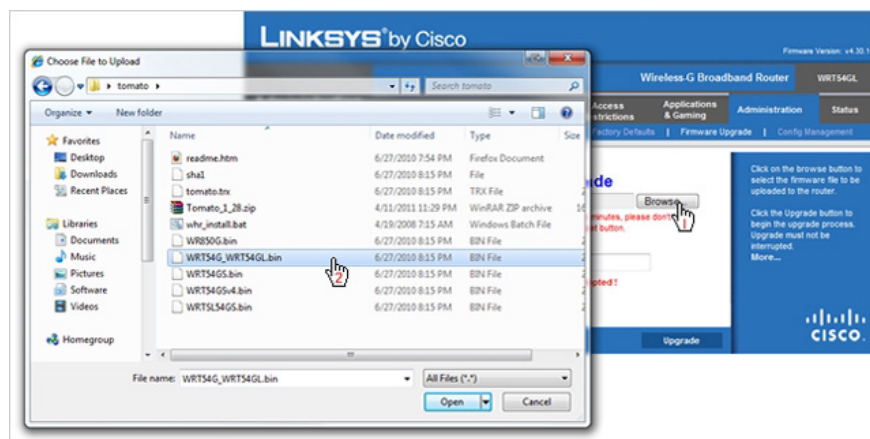 LINKSYS® by Cisco
Firmware Version: v4.30.1
Wireless-G Broadband Router WRT54GL
Access Applications & Gaming Administration Status
Factory Defaults | Firmware Upgrade | Config Management
Choose File to Upload
tomato
Search tomato
Organize New folder
Favorites
Desktop
Downloads
Recent Places
Libraries
Documents
Music
Pictures
Software
Videos
Homegroup
Name Date modified Type Size
readme.htm 6/27/2010 7:54 PM Firefox Document
sha1 6/27/2010 8:15 PM File
tomato.trx 6/27/2010 8:15 PM TRX File
Tomato_1_28.zip 4/11/2011 11:29 PM WinRAR ZIP archive 16
whr_install.bat 4/19/2008 7:15 AM Windows Batch File
WR850G.bin 6/27/2010 8:15 PM BIN File
WRT54G_WRT54GL.bin 6/27/2010 8:15 PM BIN File
WRT54GS.bin 6/27/2010 8:15 PM BIN File
WRT54GSv4.bin 6/27/2010 8:15 PM BIN File
WRTSL54GS.bin 6/27/2010 8:15 PM BIN File
2
File name: WRT54G_WRT54GL.bin All Files (*.*)
Open Cancel
Browse...
1
minutes, please don't
button.
Upgrade
Click on the browse button to
select the firmware file to be
uploaded to the router.
Click the Upgrade button to
begin the upgrade process.
Upgrade must not be
interrupted.
More...
CISCO.